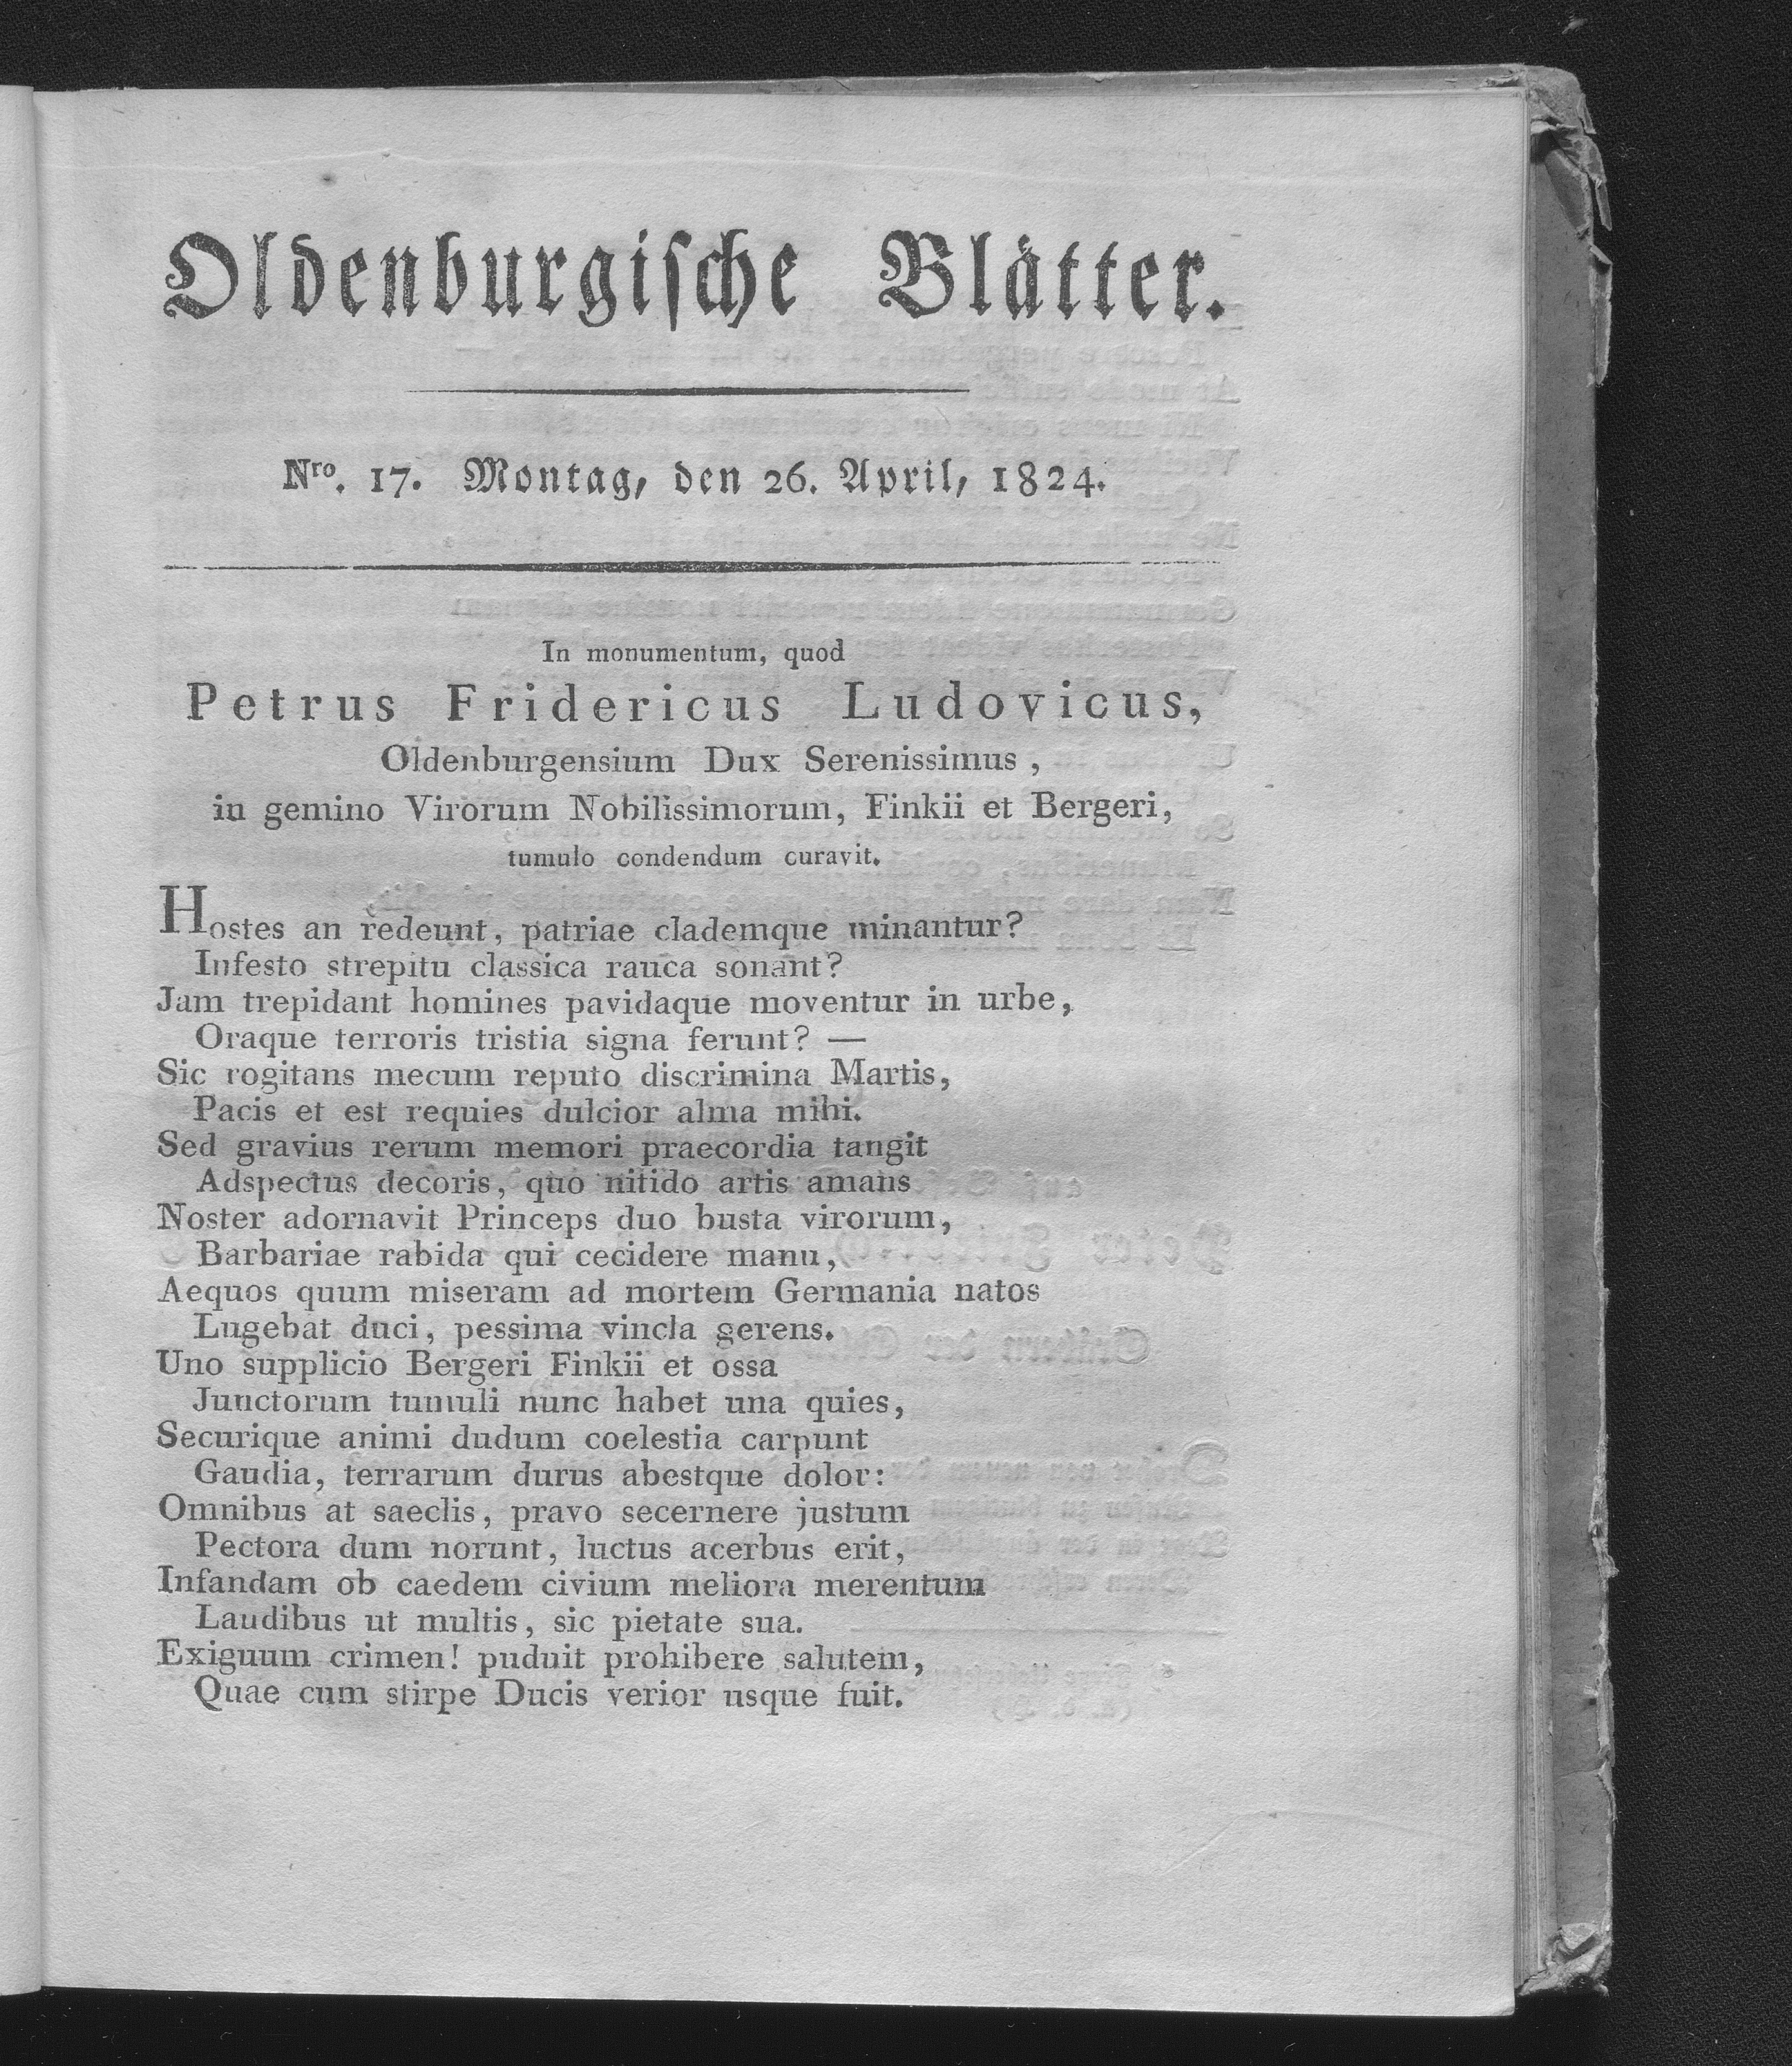 Oldenburgische Blätter.
Nro. 17. Montag, den 26. April, 1824.
In monumentum, quod
Petrus Fridericus Ludovicus,
Oldenburgensium Dux Serenissimus,
in gemino Virorum Nobilissimorum, Finkii et Bergeri,
tumulo condendum curavit.
Hostes an redeunt, patriae clademque minantur?
Infesto strepitu classica rauca sonant?
Jam trepidant homines pavidaque moventur in urbe,
Oraque terroris tristia signa ferunt? —
Sic rogitans mecum reputo discrimina Martis,
Pacis et est requies dulcior alma mihi.
Sed gravius rerum memori praecordia tangit
Adspectus decoris, quo nitido artis amans
Noster adornavit Princeps duo busta virorum,
Barbariae rabida qui cecidere manu,
Aequos quum miseram ad mortem Germania natos
Lugebat duci, pessima vincla gerens.
Uno supplicio Bergeri Finkii et ossa
Junctorum tumuli nunc habet una quies,
Securique animi dudum coelestia carpunt
Gaudia, terrarum durus abestque dolor:
Omnibus at saeclis, pravo secernere justum
Pectora dum norunt, luctus acerbus erit,
Infandam ob caedem civium meliora merentum
Laudibus ut multis, sic pietate sua.
Exiguum crimen! puduit prohibere salutem,
Quae cum stirpe Ducis verior usque fuit.